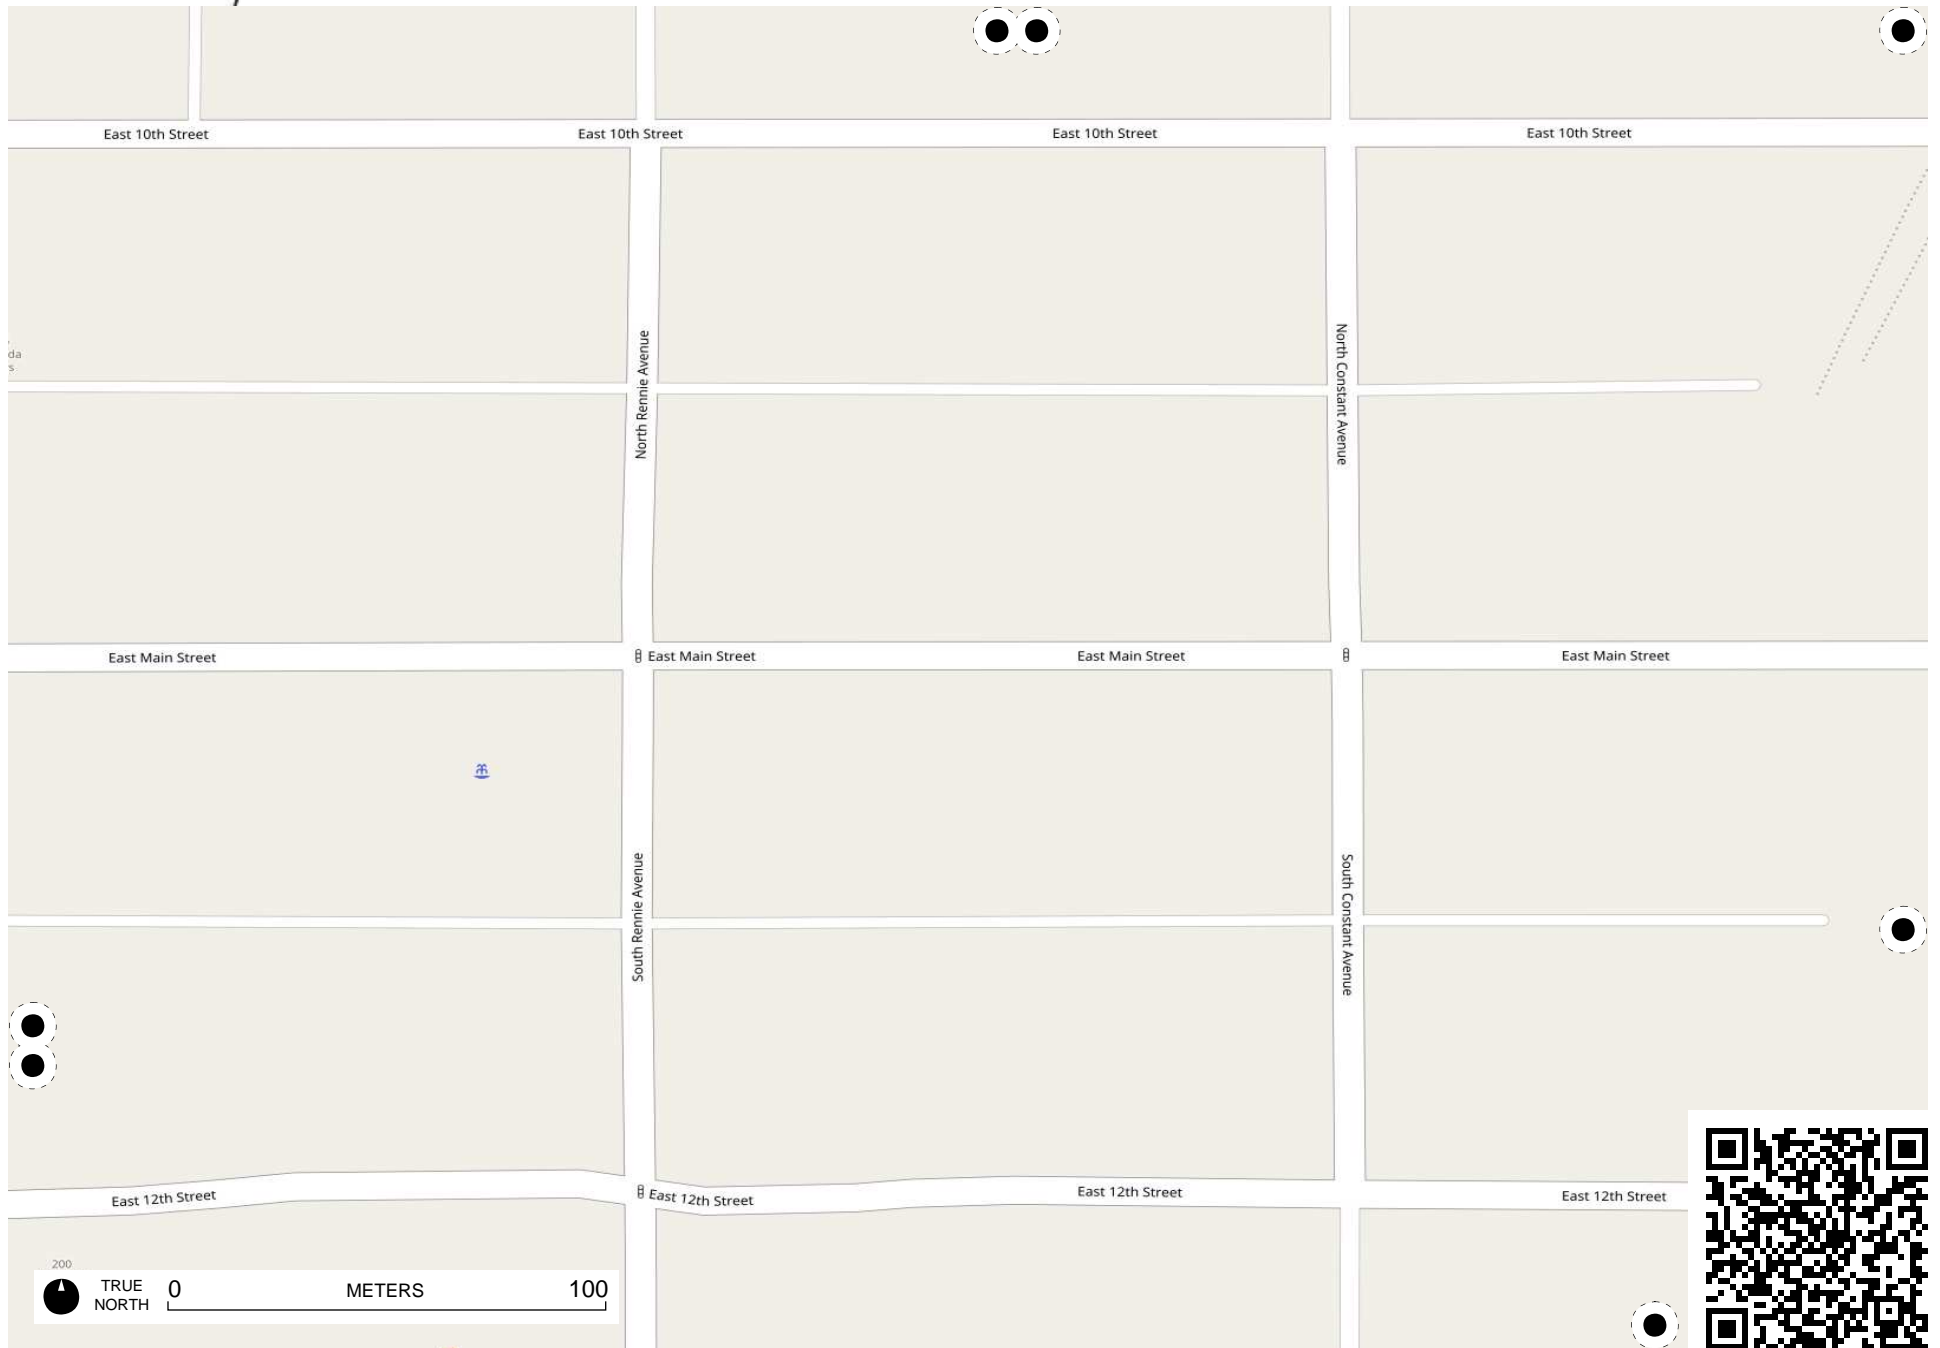 East 10th Street
East 10th Street
East 10th Street
East 10th Street
North Rennie Avenue
North Constant Avenue
da
s
East Main Street
East Main Street
East Main Street
East Main Street
South Rennie Avenue
South Constant Avenue
East 12th Street
East 12th Street
East 12th Street
East 12th Street
200
TRUE
NORTH
0 METERS 100